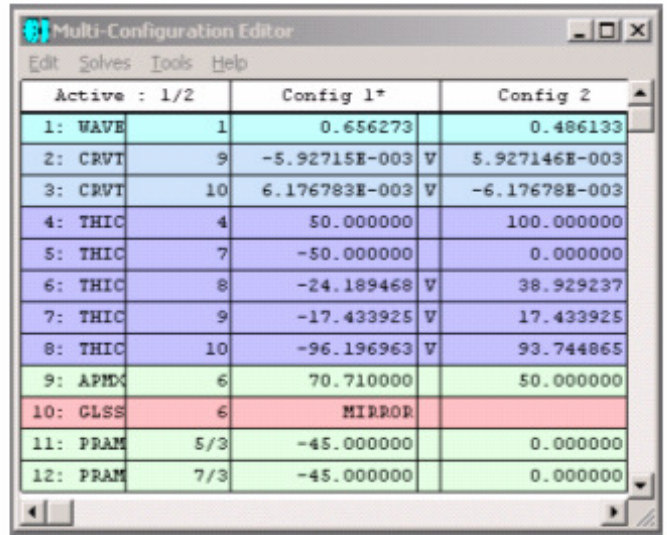 Multi-Configuration Editor
Edit Solves Tools Help
Active : 1/2 Config 1* Config 2
1: WAVE 1 0.656273 0.486133
2: CRVT 9 -5.92715E-003 V 5.927146E-003
3: CRVT 10 6.176783E-003 V -6.17678E-003
4: THIC 4 50.000000 100.000000
5: THIC 7 -50.000000 0.000000
6: THIC 8 -24.189468 V 38.929237
7: THIC 9 -17.433925 V 17.433925
8: THIC 10 -96.196963 V 93.744865
9: APMX 6 70.710000 50.000000
10: GLSS 6 MIRROR
11: PRAM 5/3 -45.000000 0.000000
12: PRAM 7/3 -45.000000 0.000000